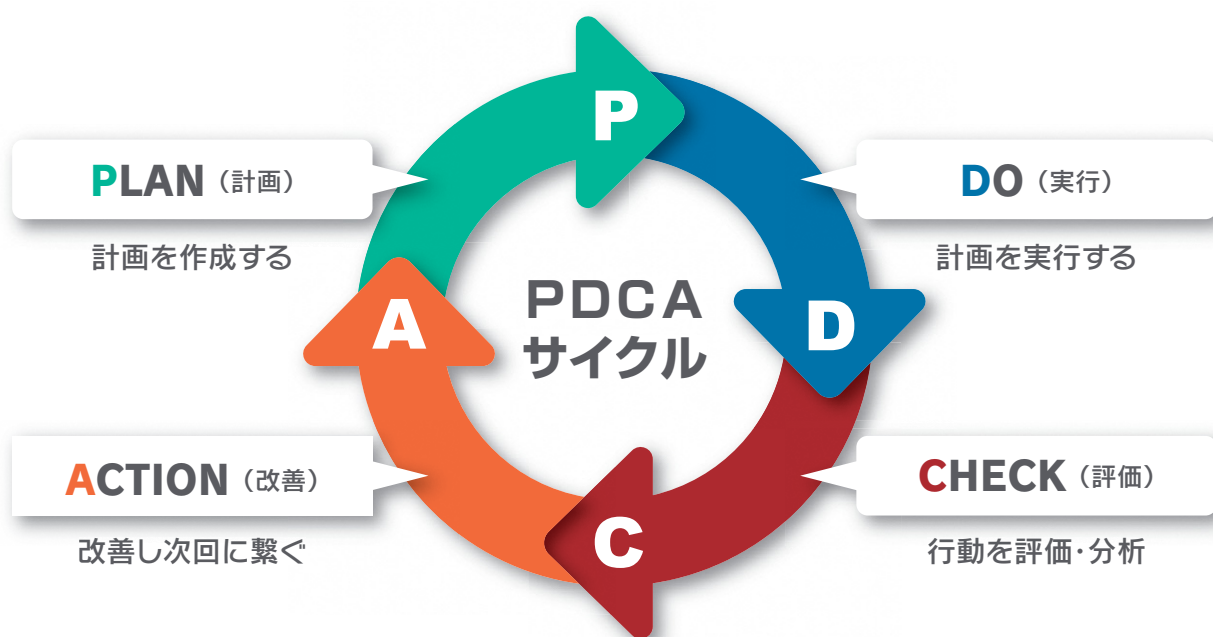 P
PLAN（計画）
計画を作成する
DO（実行）
計画を実行する
PDCA
サイクル
A
D
ACTION（改善）
改善し次回に繋ぐ
CHECK（評価）
行動を評価・分析
C